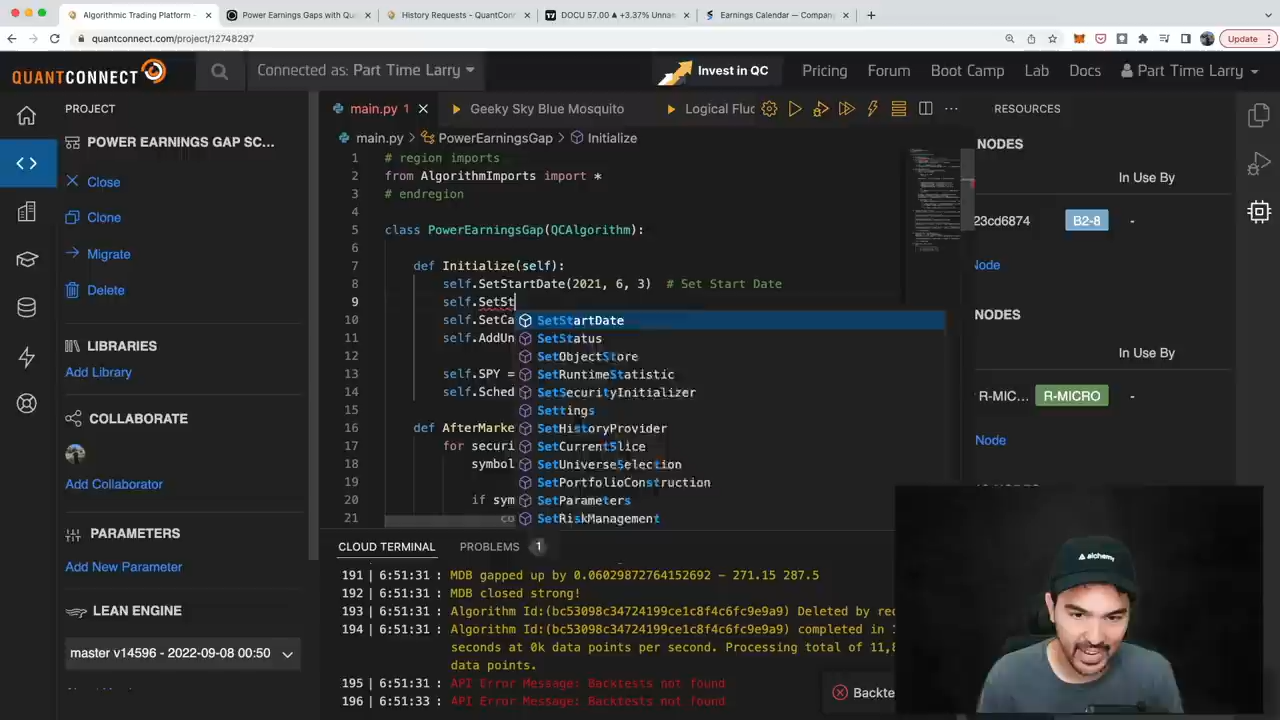 Algorithmic Trading Platform -
Power Earnings Gaps with Qu
History Requests - QuantConn
DOCU 57.00 ▲ +3.37% Unna
Earnings Calendar — Company
quantconnect.com/project/12748297
Update
QUANTCONNECT
Connected as: Part Time Larry
Invest in QC
Pricing
Forum
Boot Camp
Lab
Docs
Part Time Larry
PROJECT
POWER EARNINGS GAP SC...
Close
Clone
Migrate
Delete
LIBRARIES
Add Library
COLLABORATE
Add Collaborator
PARAMETERS
Add New Parameter
LEAN ENGINE
master v14596 - 2022-09-08 00:50
main.py 1
Geeky Sky Blue Mosquito
Logical Fluc
main.py > PowerEarningsGap > Initialize
1 # region imports
2 from AlgorithmImports import *
3 # endregion
4
5 class PowerEarningsGap(QCAlgorithm):
6
7 def Initialize(self):
8 self.SetStartDate(2021, 6, 3) # Set Start Date
9 self.SetSt
10 self.SetCa
11 self.AddUn
12
13 self.SPY =
14 self.Sched
15
16 def AfterMarke
17 for securi
18 symbol
19
20 if sym
21 co
SetStartDate
SetStatus
SetObjectStore
SetRuntimeStatistic
SetSecurityInitializer
Settings
SetHistoryProvider
SetCurrentSlice
SetUniverseSelection
SetPortfolioConstruction
SetParameters
SetRiskManagement
CLOUD TERMINAL
PROBLEMS 1
191 | 6:51:31 : MDB gapped up by 0.06029872764152692 - 271.15 287.5
192 | 6:51:31 : MDB closed strong!
193 | 6:51:31 : Algorithm Id:(bc53098c34724199ce1c8f4c6fc9e9a9) Deleted by rec
194 | 6:51:31 : Algorithm Id:(bc53098c34724199ce1c8f4c6fc9e9a9) completed in 1
seconds at 0k data points per second. Processing total of 11,8
data points.
195 | 6:51:31 : API Error Message: Backtests not found
196 | 6:51:33 : API Error Message: Backtests not found
Backte
RESOURCES
NODES
In Use By
23cd6874
B2-8
-
Node
NODES
In Use By
R-MIC...
R-MICRO
-
Node
alchemy